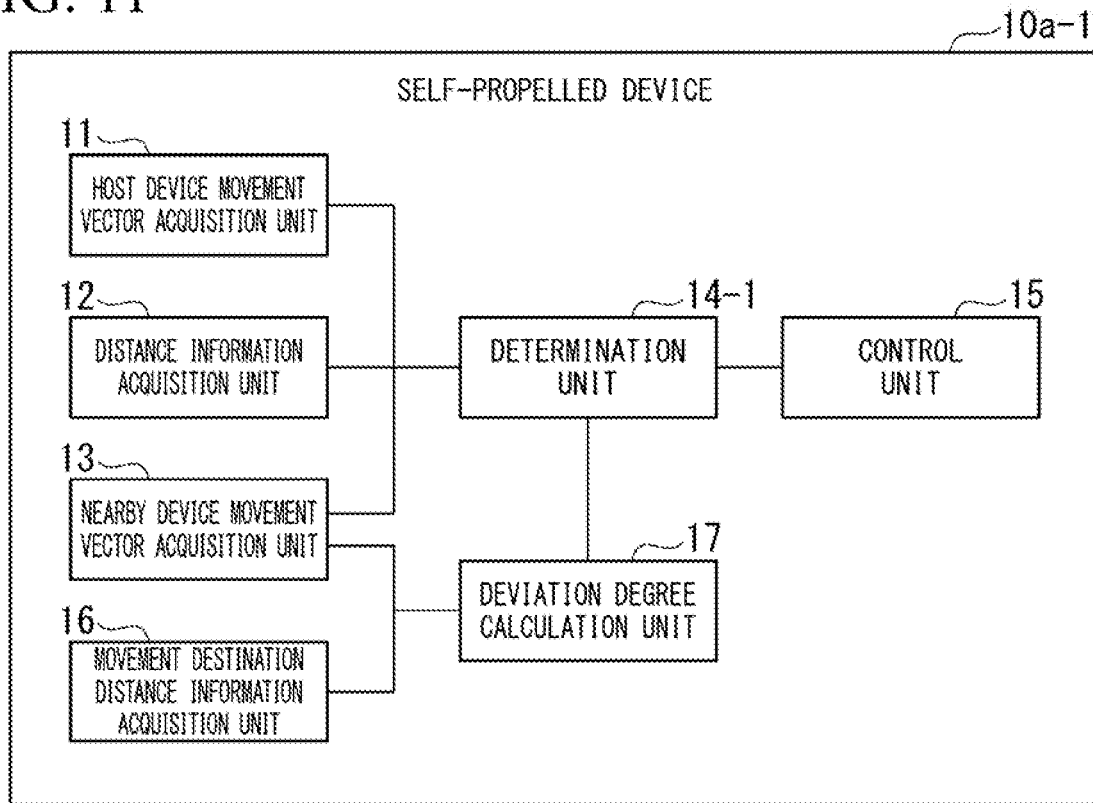 10a-1
SELF-PROPELLED DEVICE
11
HOST DEVICE MOVEMENT
VECTOR ACQUISITION UNIT
12
DISTANCE INFORMATION
ACQUISITION UNIT
14-1
DETERMINATION
UNIT
15
CONTROL
UNIT
13
NEARBY DEVICE MOVEMENT
VECTOR ACQUISITION UNIT
17
DEVIATION DEGREE
CALCULATION UNIT
16
MOVEMENT DESTINATION
DISTANCE INFORMATION
ACQUISITION UNIT